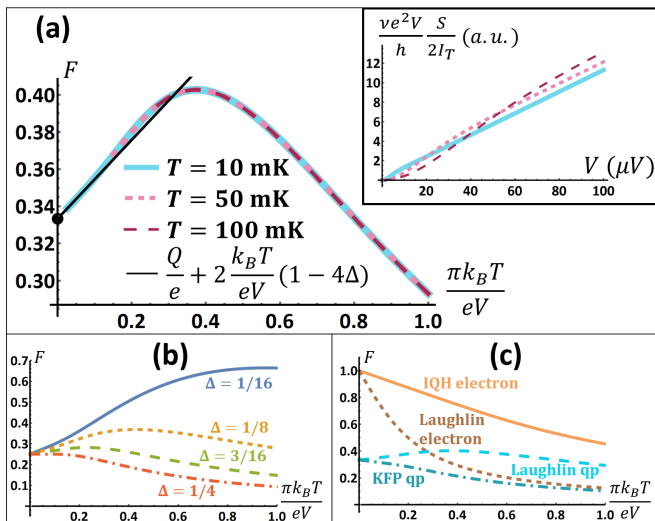 (a)
F
0.40
0.38
0.36
0.34
0.32
0.30
T = 10 mK
T = 50 mK
T = 100 mK
Q/e + 2 k_BT/eV (1 − 4Δ)
0.2 0.4 0.6 0.8 1.0
πk_BT/eV
νe²V/h S/2I_T (a.u.)
12
10
8
6
4
2
20 40 60 80 100
V (μV)
(b)
F
0.7
0.6
0.5
0.4
0.3
0.2
0.1
Δ = 1/16
Δ = 1/8
Δ = 3/16
Δ = 1/4
0.2 0.4 0.6 0.8 1.0
πk_BT/eV
(c)
F
1.0
0.8
0.6
0.4
0.2
IQH electron
Laughlin
electron
Laughlin qp
KFP qp
0.2 0.4 0.6 0.8 1.0
πk_BT/eV